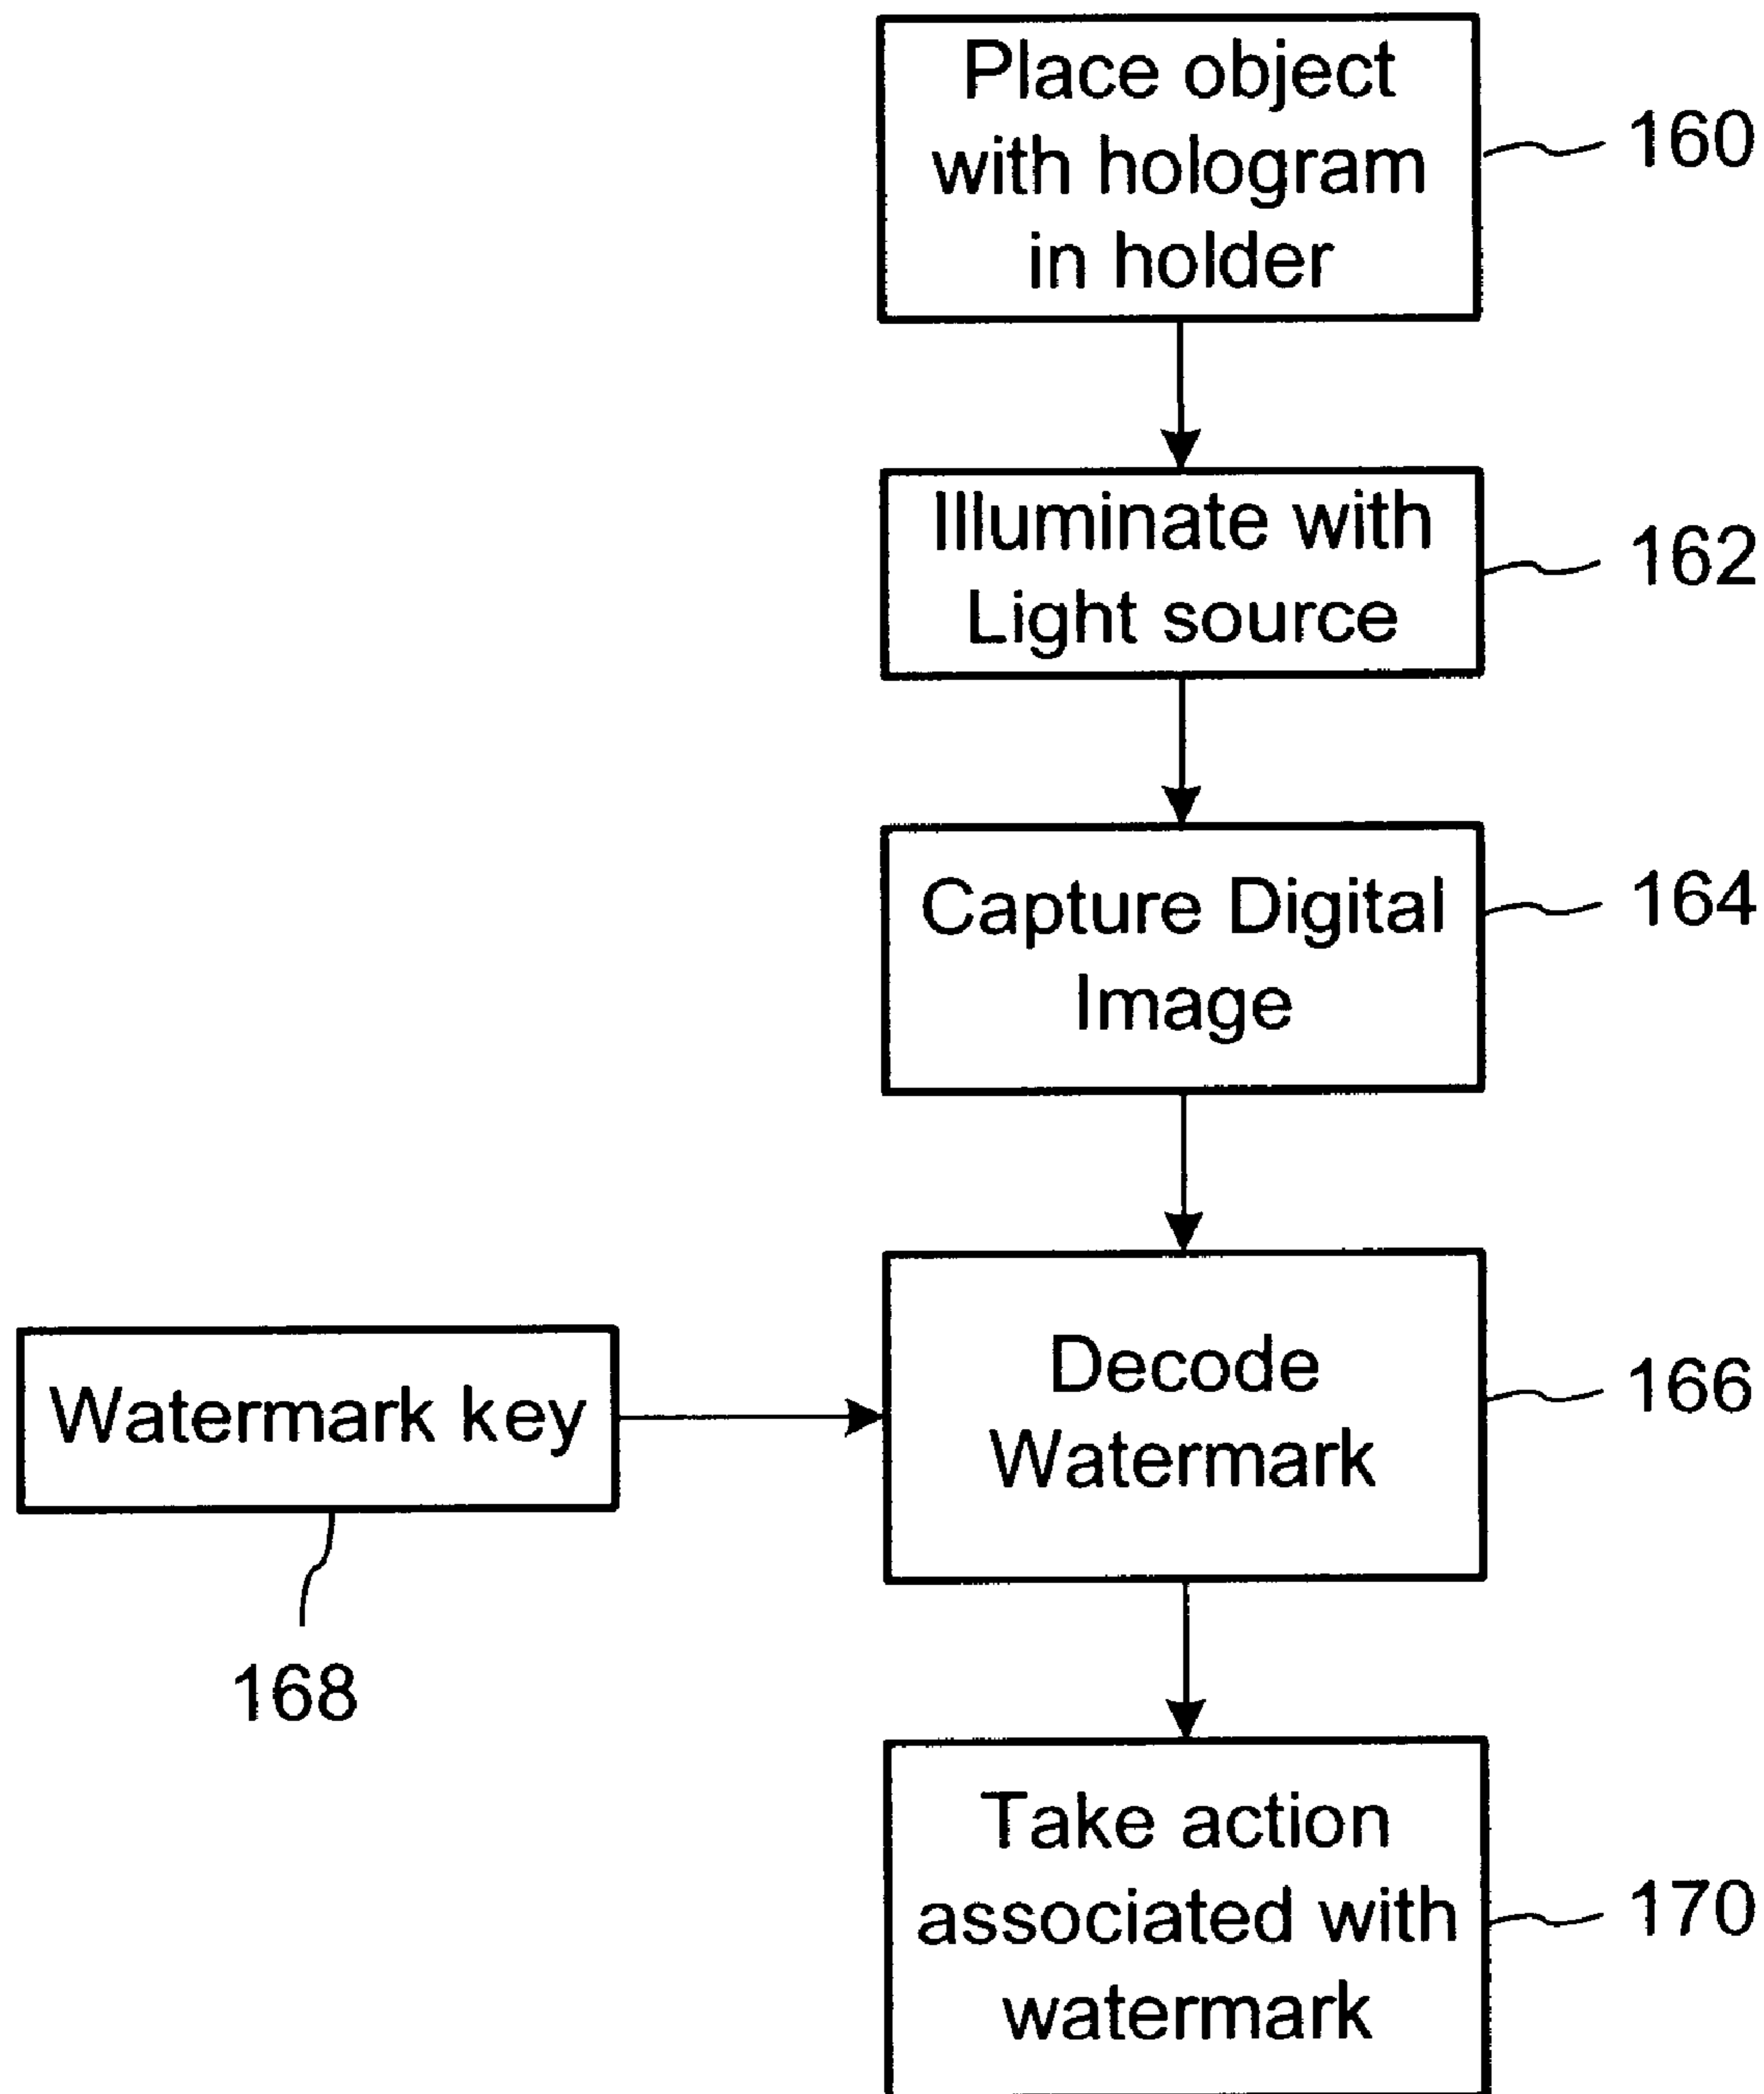 Place object
with hologram
in holder
160
Illuminate with
Light source
162
Capture Digital
Image
164
Decode
Watermark
166
Watermark key
168
Take action
associated with
watermark
170